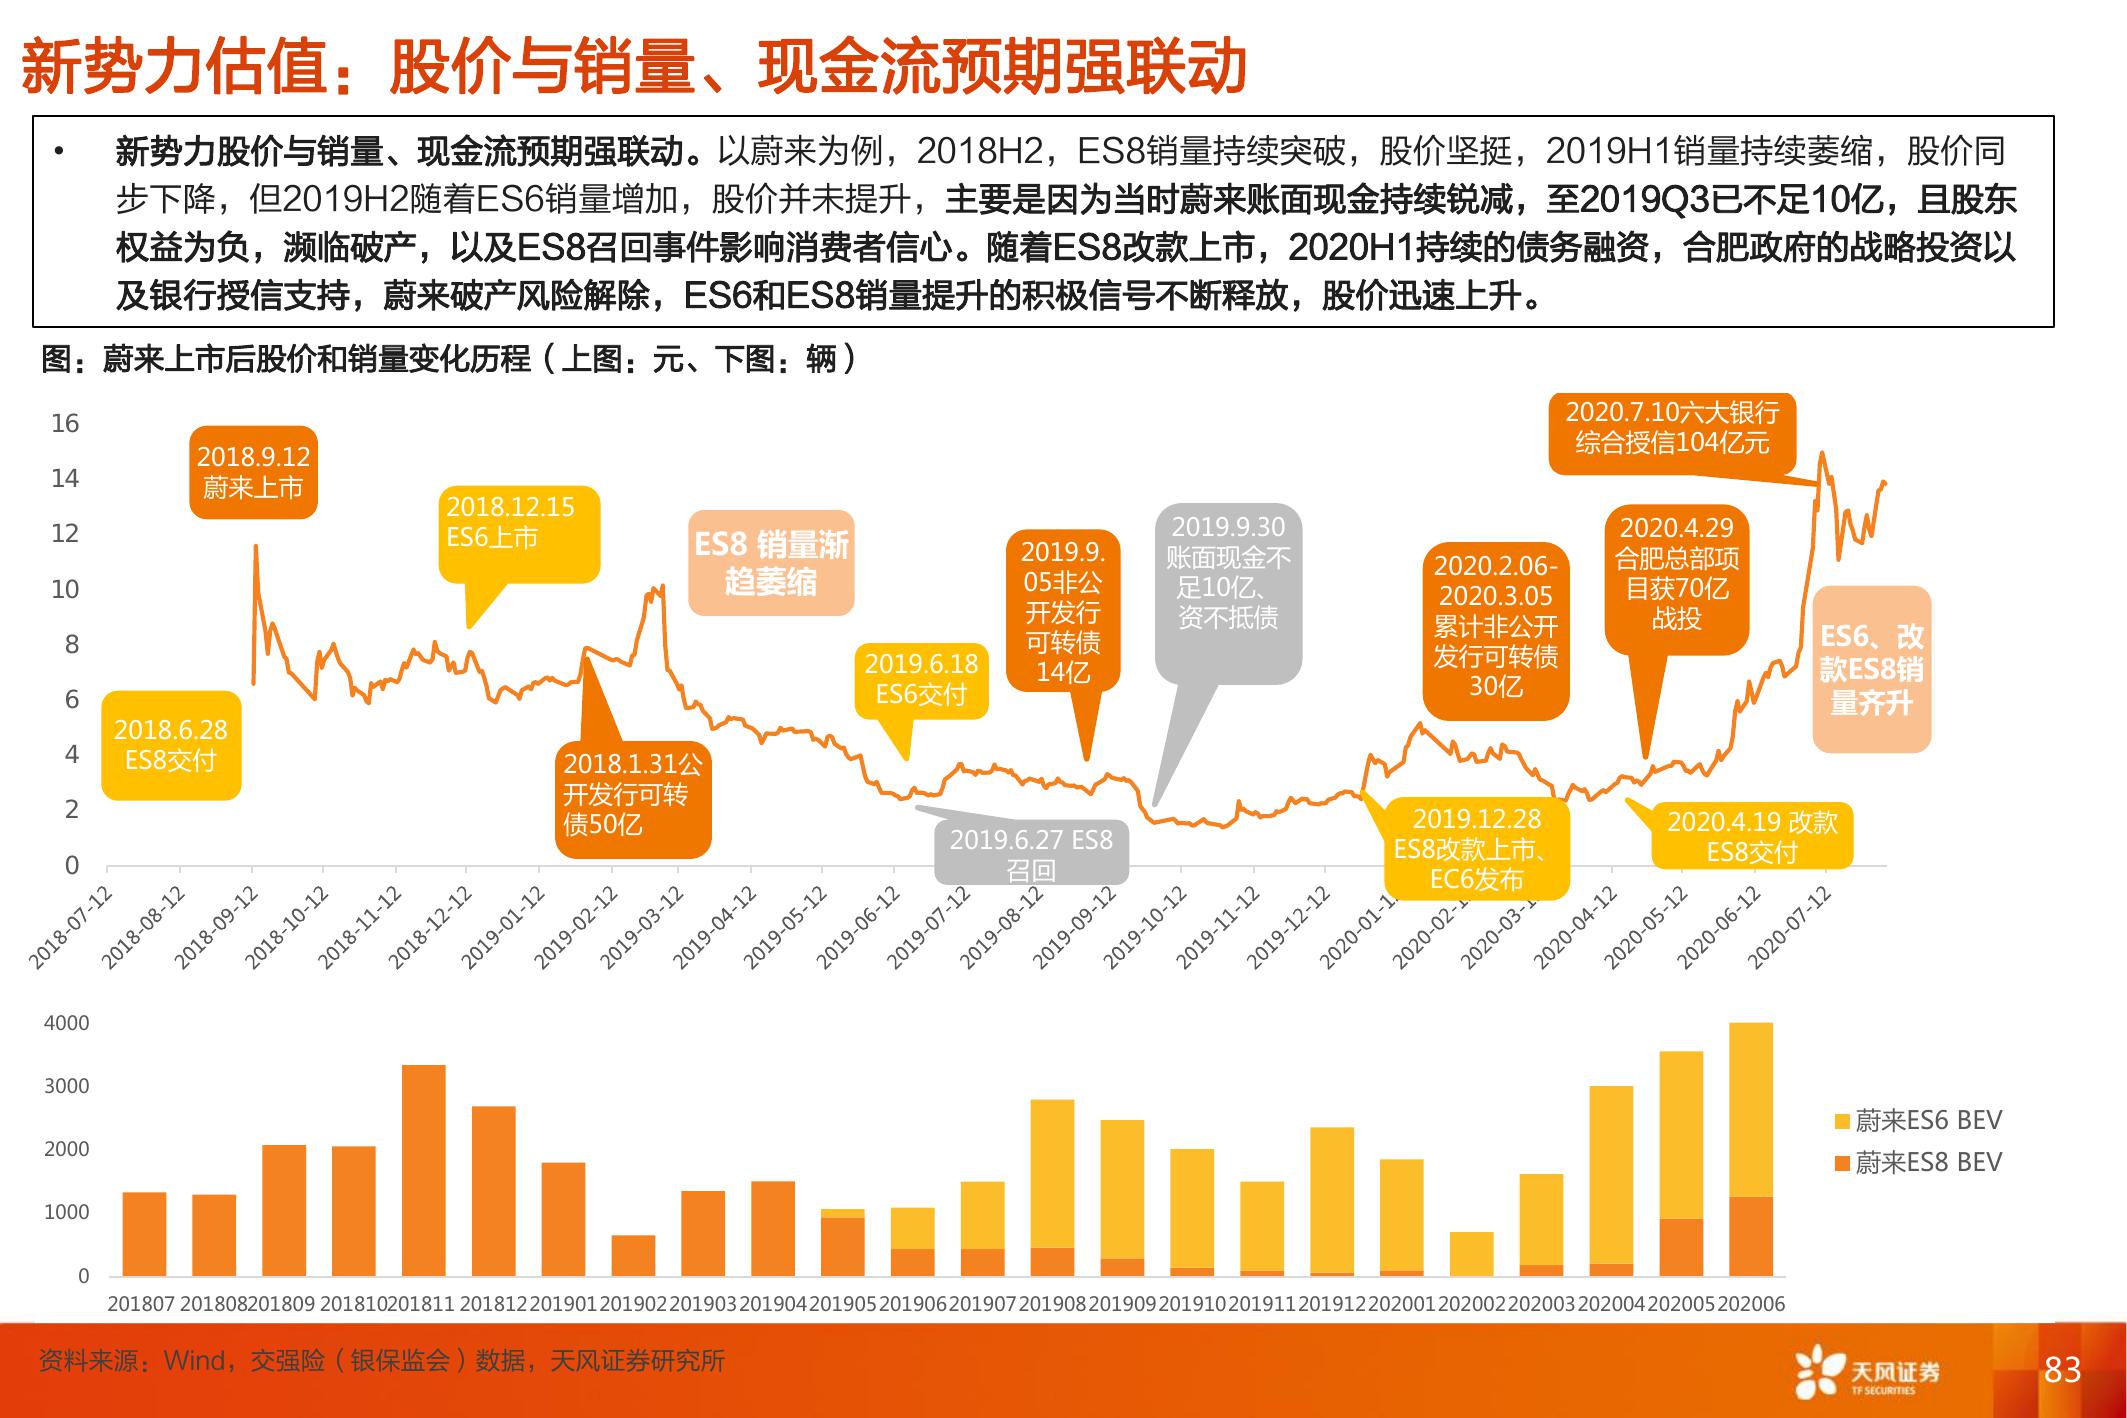 新势力估值：股价与销量、现金流预期强联动
• 新势力股价与销量、现金流预期强联动。以蔚来为例，2018H2，ES8销量持续突破，股价坚挺，2019H1销量持续萎缩，股价同
步下降，但2019H2随着ES6销量增加，股价并未提升，主要是因为当时蔚来账面现金持续锐减，至2019Q3已不足10亿，且股东
权益为负，濒临破产，以及ES8召回事件影响消费者信心。随着ES8改款上市，2020H1持续的债务融资，合肥政府的战略投资以
及银行授信支持，蔚来破产风险解除，ES6和ES8销量提升的积极信号不断释放，股价迅速上升。
图：蔚来上市后股价和销量变化历程（上图：元、下图：辆）
16
14
12
10
8
6
4
2
0
2018.6.28
ES8交付
2018.9.12
蔚来上市
2018.12.15
ES6上市
2018.1.31公
开发行可转
债50亿
ES8 销量渐
趋萎缩
2019.6.18
ES6交付
2019.6.27 ES8
召回
2019.9.
05非公
开发行
可转债
14亿
2019.9.30
账面现金不
足10亿、
资不抵债
2019.12.28
ES8改款上市、
EC6发布
2020.2.06-
2020.3.05
累计非公开
发行可转债
30亿
2020.4.19 改款
ES8交付
2020.4.29
合肥总部项
目获70亿
战投
2020.7.10六大银行
综合授信104亿元
ES6、改
款ES8销
量齐升
2018-07-12
2018-08-12
2018-09-12
2018-10-12
2018-11-12
2018-12-12
2019-01-12
2019-02-12
2019-03-12
2019-04-12
2019-05-12
2019-06-12
2019-07-12
2019-08-12
2019-09-12
2019-10-12
2019-11-12
2019-12-12
2020-01-1
2020-02-1
2020-03-1
2020-04-12
2020-05-12
2020-06-12
2020-07-12
4000
3000
2000
1000
0
201807 201808 201809 201810 201811 201812 201901 201902 201903 201904 201905 201906 201907 201908 201909 201910 201911 201912 202001 202002 202003 202004 202005 202006
蔚来ES6 BEV
蔚来ES8 BEV
资料来源：Wind，交强险（银保监会）数据，天风证券研究所
天风证券
TF SECURITIES
83